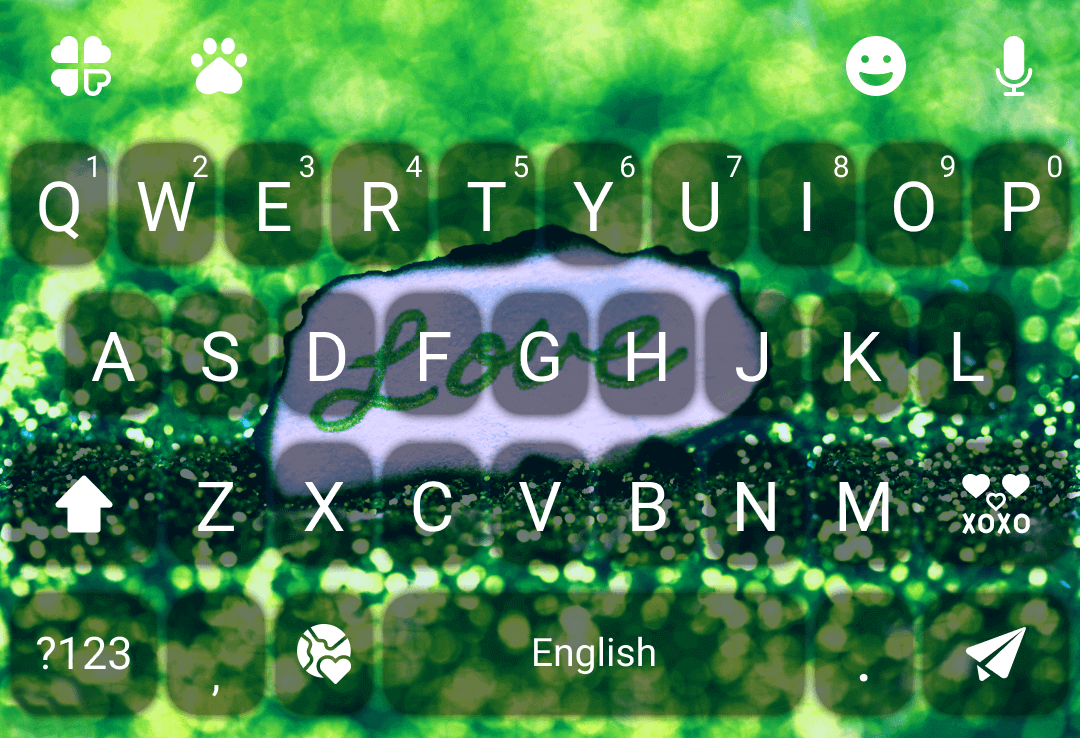 1 2 3 4 5 6 7 8 9 0
Q W E R T Y U I O P
Love
A S D F G H J K L
Z X C V B N M XOXO
?123 , English .